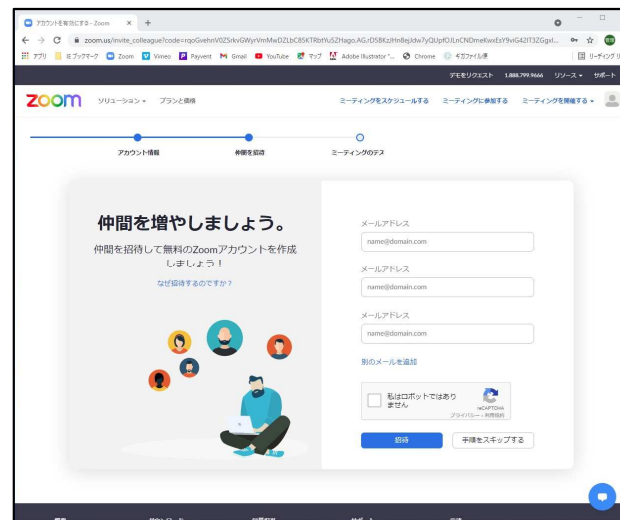 アカウントを有効にする - Zoom
アプリ
Zoom
Vimeo
Payvent
Gmail
YouTube
マップ
Adobe Illustrator "...
Chrome
ギガファイル便
デモをリクエスト 1.888.799.9666 リソース サポート
zoom ソリューション プランと価格 ミーティングをスケジュールする ミーティングに参加する ミーティングを開催する
アカウント情報 仲間を招待 ミーティングのテス
仲間を増やしましょう。
仲間を招待して無料のZoomアカウントを作成
しましょう!
なぜ招待するのですか?
メールアドレス
name@domain.com
メールアドレス
name@domain.com
メールアドレス
name@domain.com
別のメールを追加
私はロボットではあり
ません
reCAPTCHA
プライバシー - 利用規約
招待 手順をスキップする